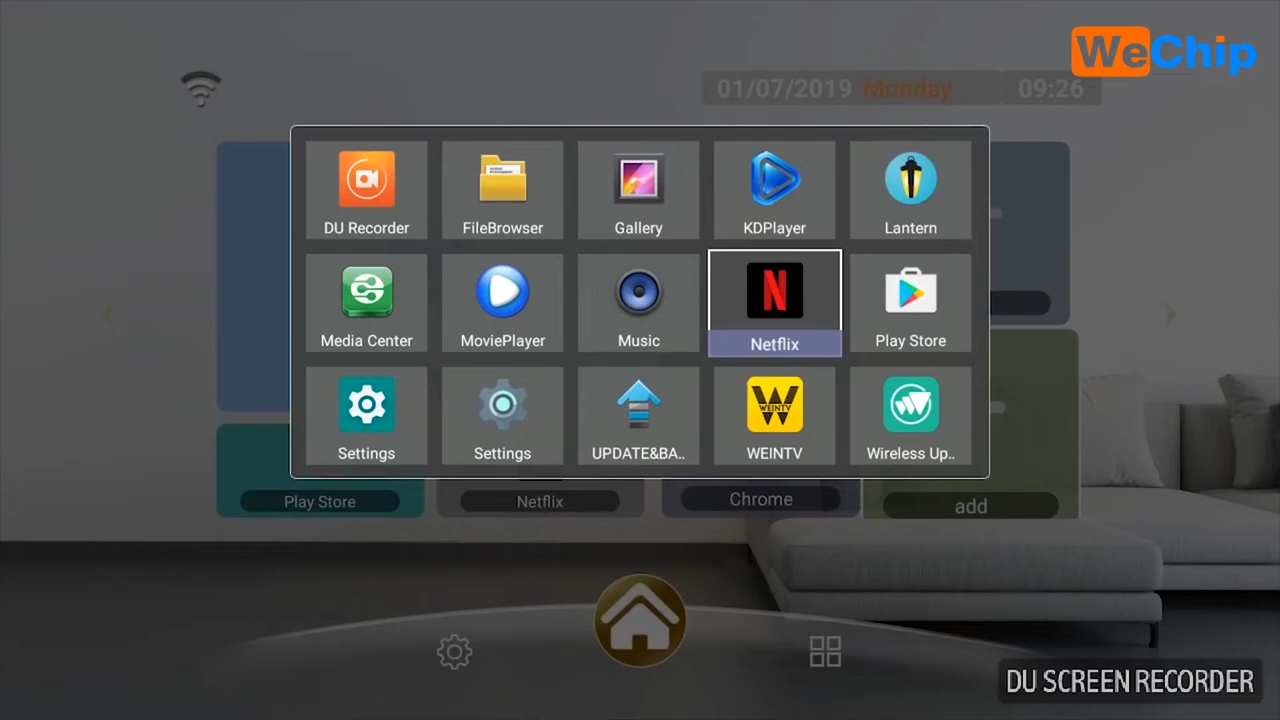 WeChip
01/07/2019 Monday 09:26
DU Recorder
FileBrowser
Gallery
KDPlayer
Lantern
Media Center
MoviePlayer
Music
N
Netflix
Play Store
Settings
Settings
UPDATE&BA..
W
WEINTV
WEINTV
Wireless Up..
Play Store
Netflix
Chrome
add
DU SCREEN RECORDER